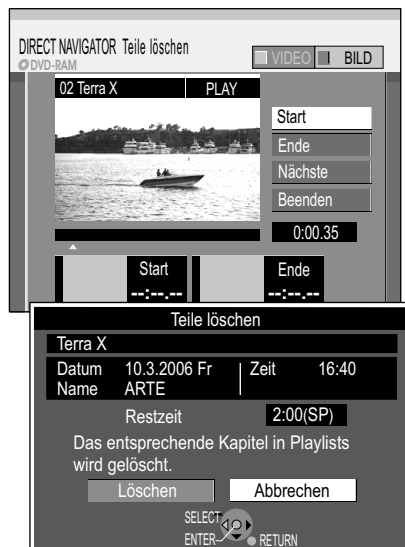 DIRECT NAVIGATOR Teile löschen
DVD-RAM
VIDEO BILD
02 Terra X PLAY
Start
Ende
Nächste
Beenden
0:00.35
Start Ende
--:--.-- --:--.--
Teile löschen
Terra X
Datum 10.3.2006 Fr Zeit 16:40
Name ARTE
Restzeit 2:00(SP)
Das entsprechende Kapitel in Playlists
wird gelöscht.
Löschen Abbrechen
SELECT
ENTER RETURN